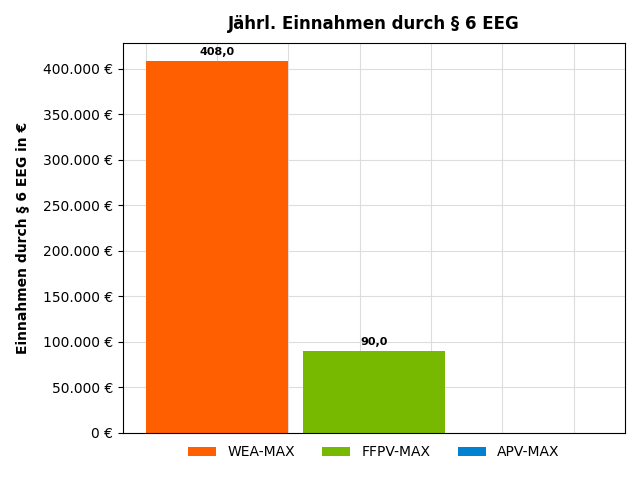 Jährl. Einnahmen durch § 6 EEG
Einnahmen durch § 6 EEG in €
400.000 €
350.000 €
300.000 €
250.000 €
200.000 €
150.000 €
100.000 €
50.000 €
0 €
408,0
90,0
WEA-MAX
FFPV-MAX
APV-MAX